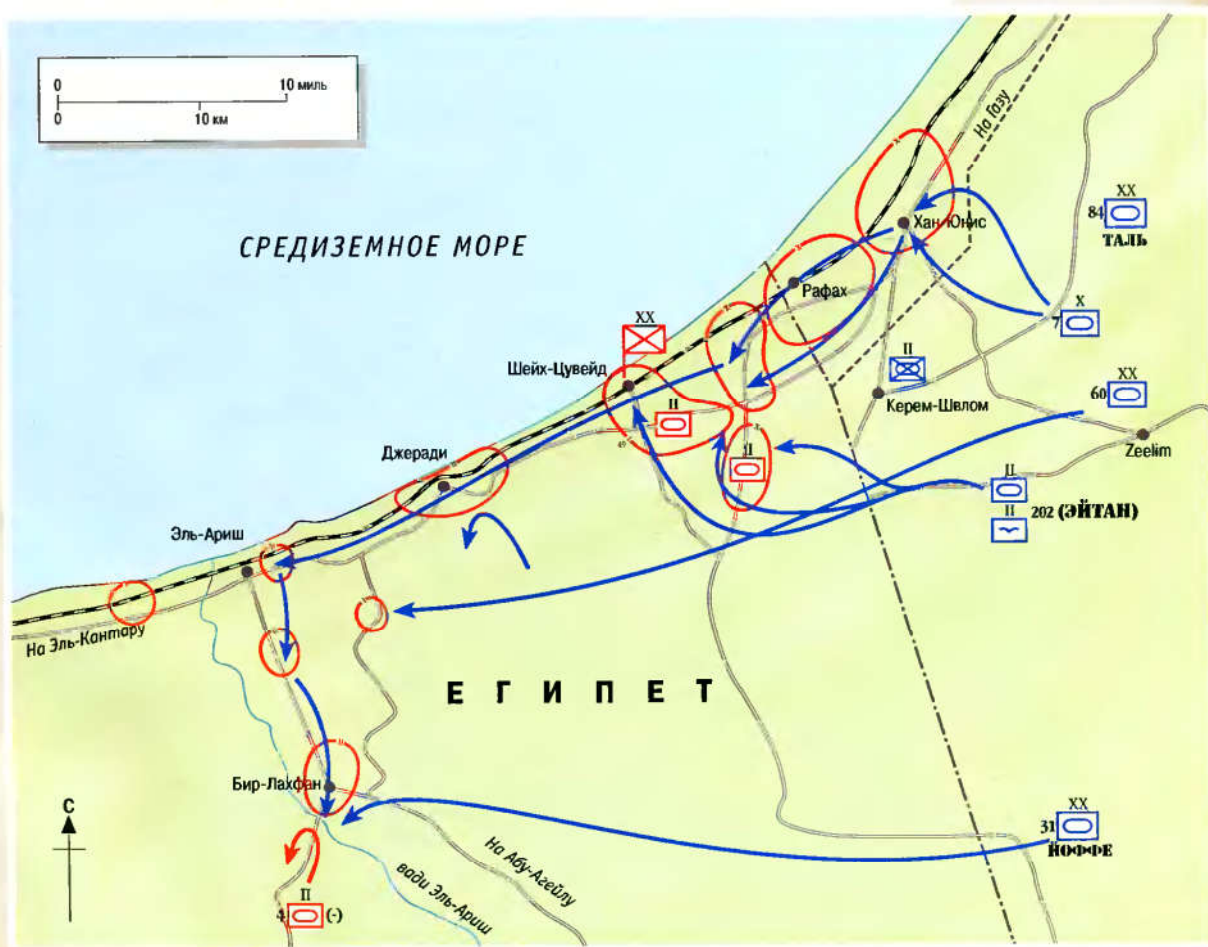 0 10 миль
0 10 км
СРЕДИЗЕМНОЕ МОРЕ
На Газу
Хан-Юнис
XX
84
ТАЛЬ
Рафах
X
7
XX
Шейх-Цувейд
II
Керем-Швлом
XX
60
II
Zeelim
Джеради
II
II
202 (ЭЙТАН)
II
Эль-Ариш
На Эль-Кантару
ЕГИПЕТ
Бир-Лахфан
С
XX
31
ЙОФФЕ
На Абу-Агейлу
вади Эль-Ариш
II
4 (-)